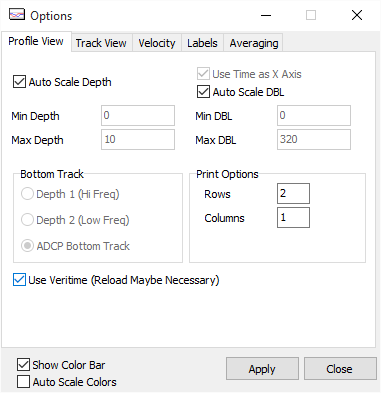 Options
Profile View Track View Velocity Labels Averaging
Use Time as X Axis
Auto Scale Depth Auto Scale DBL
Min Depth 0 Min DBL 0
Max Depth 10 Max DBL 320
Bottom Track Print Options
Depth 1 (Hi Freq) Rows 2
Depth 2 (Low Freq) Columns 1
ADCP Bottom Track
Use Veritime (Reload Maybe Necessary)
Show Color Bar Apply Close
Auto Scale Colors